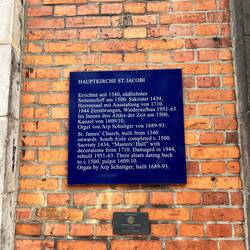 HAUPTKIRCHE ST. JACOBI
Errichtet seit 1340, südlichstes
Seitenschiff um 1500. Sakristei 1434,
Herrensaal mit Ausstattung von 1710.
1944 Zerstörungen, Wiederaufbau 1951-63.
Im Innern drei Altäre der Zeit um 1500,
Kanzel von 1609/10,
Orgel von Arp Schnitger von 1689-93.
St. James' Church, built from 1340
onwards. South Aisle completed c. 1500.
Sacristy 1434, "Masters' Hall" with
decorations from 1710. Damaged in 1944,
rebuilt 1951-63. Three altars dating back
to c. 1500, pulpit 1609/10.
Organ by Arp Schnitger, built 1689-93.